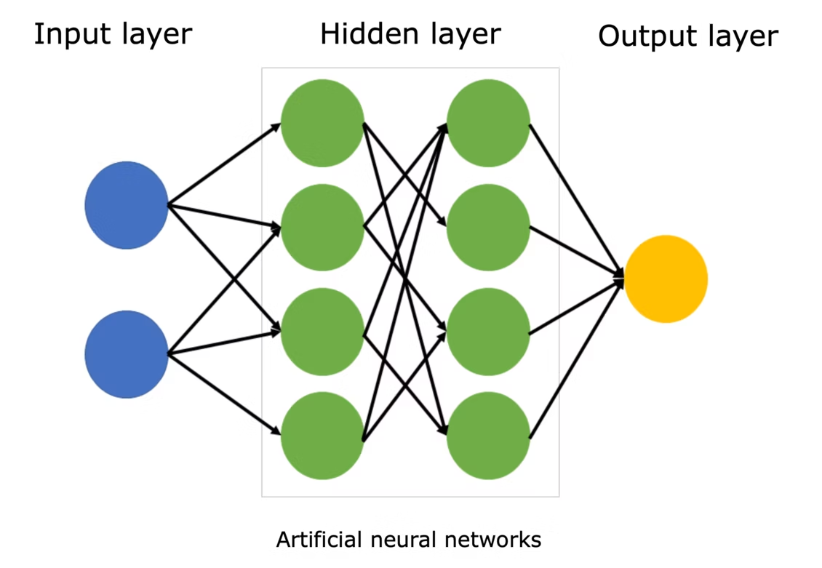 Input layer
Hidden layer
Output layer
Artificial neural networks